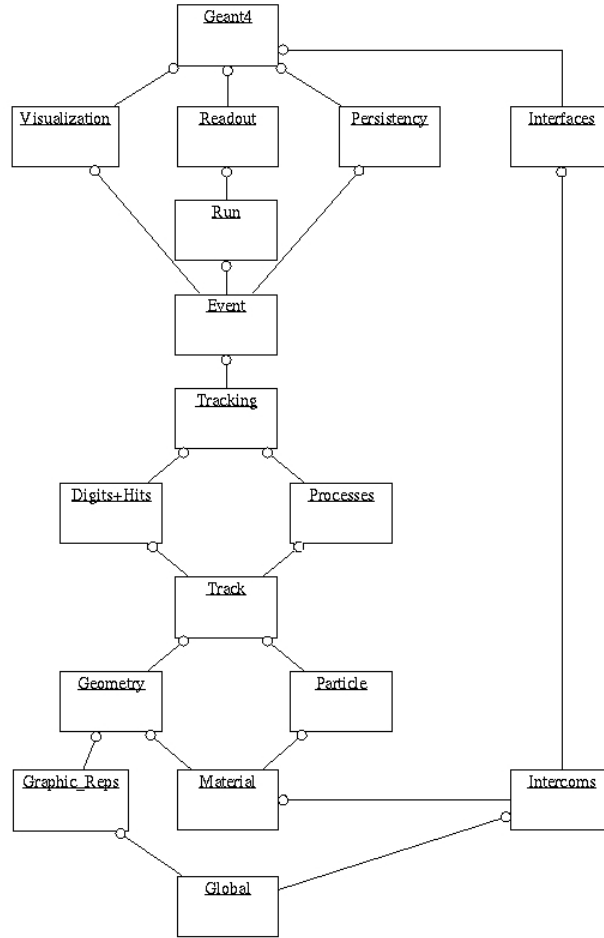 Geant4
Visualization
Readout
Persistency
Interfaces
Run
Event
Tracking
Digits+Hits
Processes
Track
Geometry
Particle
Graphic_Reps
Material
Intercoms
Global